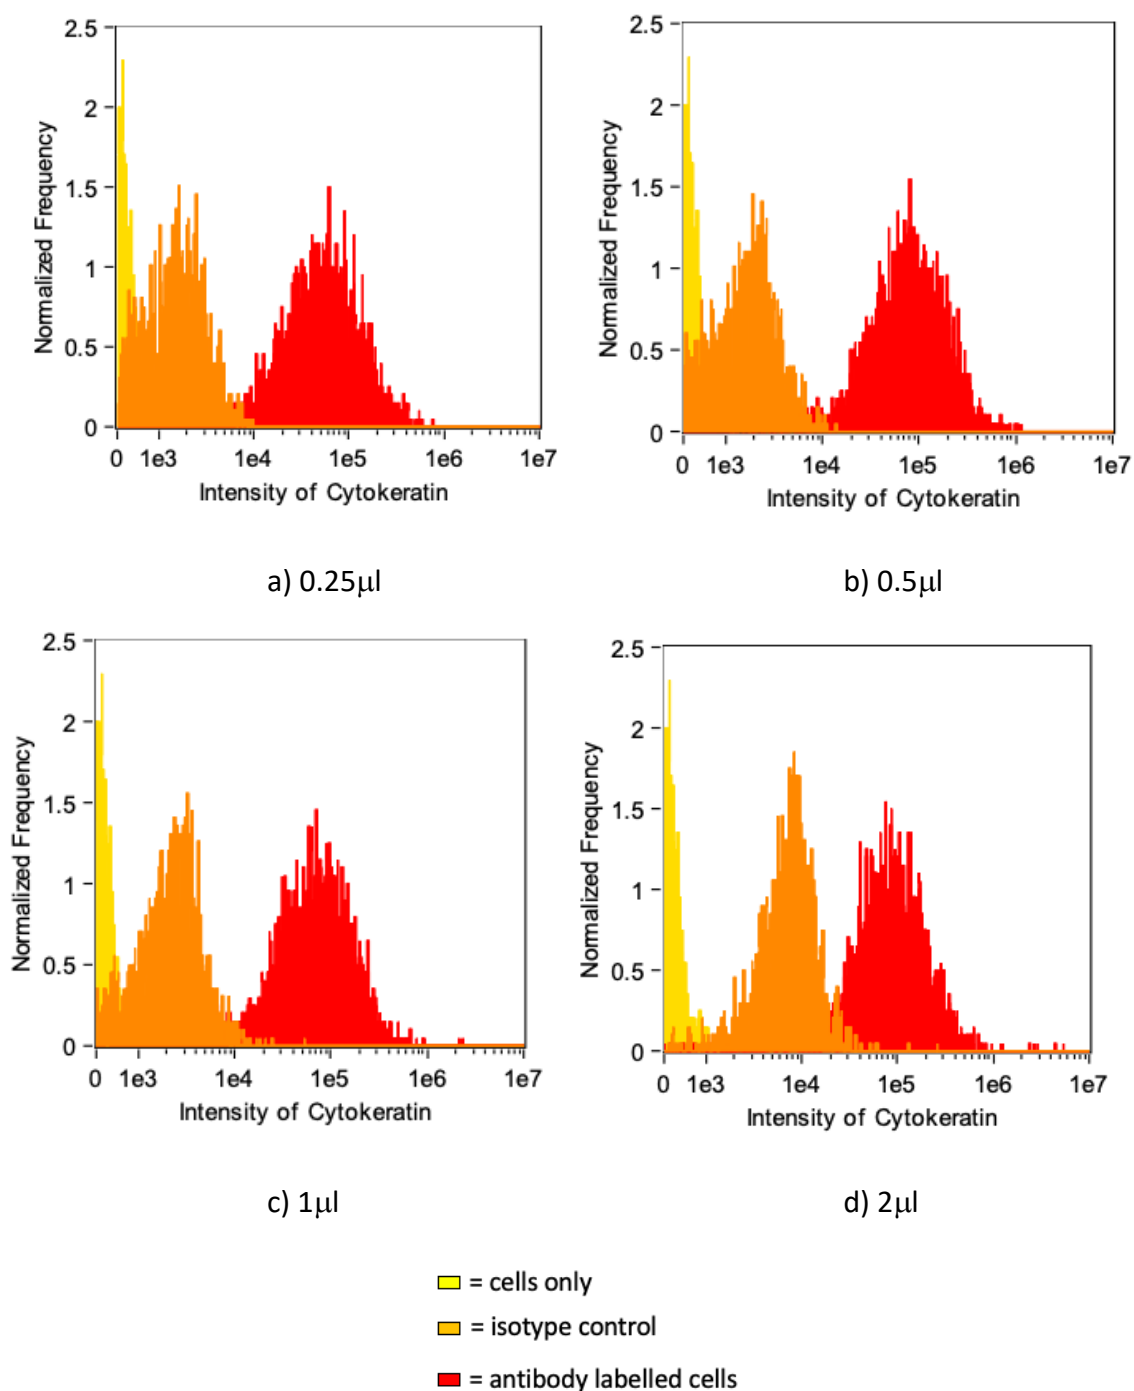 2.5
2
1.5
1
0.5
0
Normalized Frequency
0 1e3 1e4 1e5 1e6 1e7
Intensity of Cytokeratin
a) 0.25μl
2.5
2
1.5
1
0.5
0
Normalized Frequency
0 1e3 1e4 1e5 1e6 1e7
Intensity of Cytokeratin
b) 0.5μl
2.5
2
1.5
1
0.5
0
Normalized Frequency
0 1e3 1e4 1e5 1e6 1e7
Intensity of Cytokeratin
c) 1μl
2.5
2
1.5
1
0.5
0
Normalized Frequency
0 1e3 1e4 1e5 1e6 1e7
Intensity of Cytokeratin
d) 2μl
= cells only
= isotype control
= antibody labelled cells